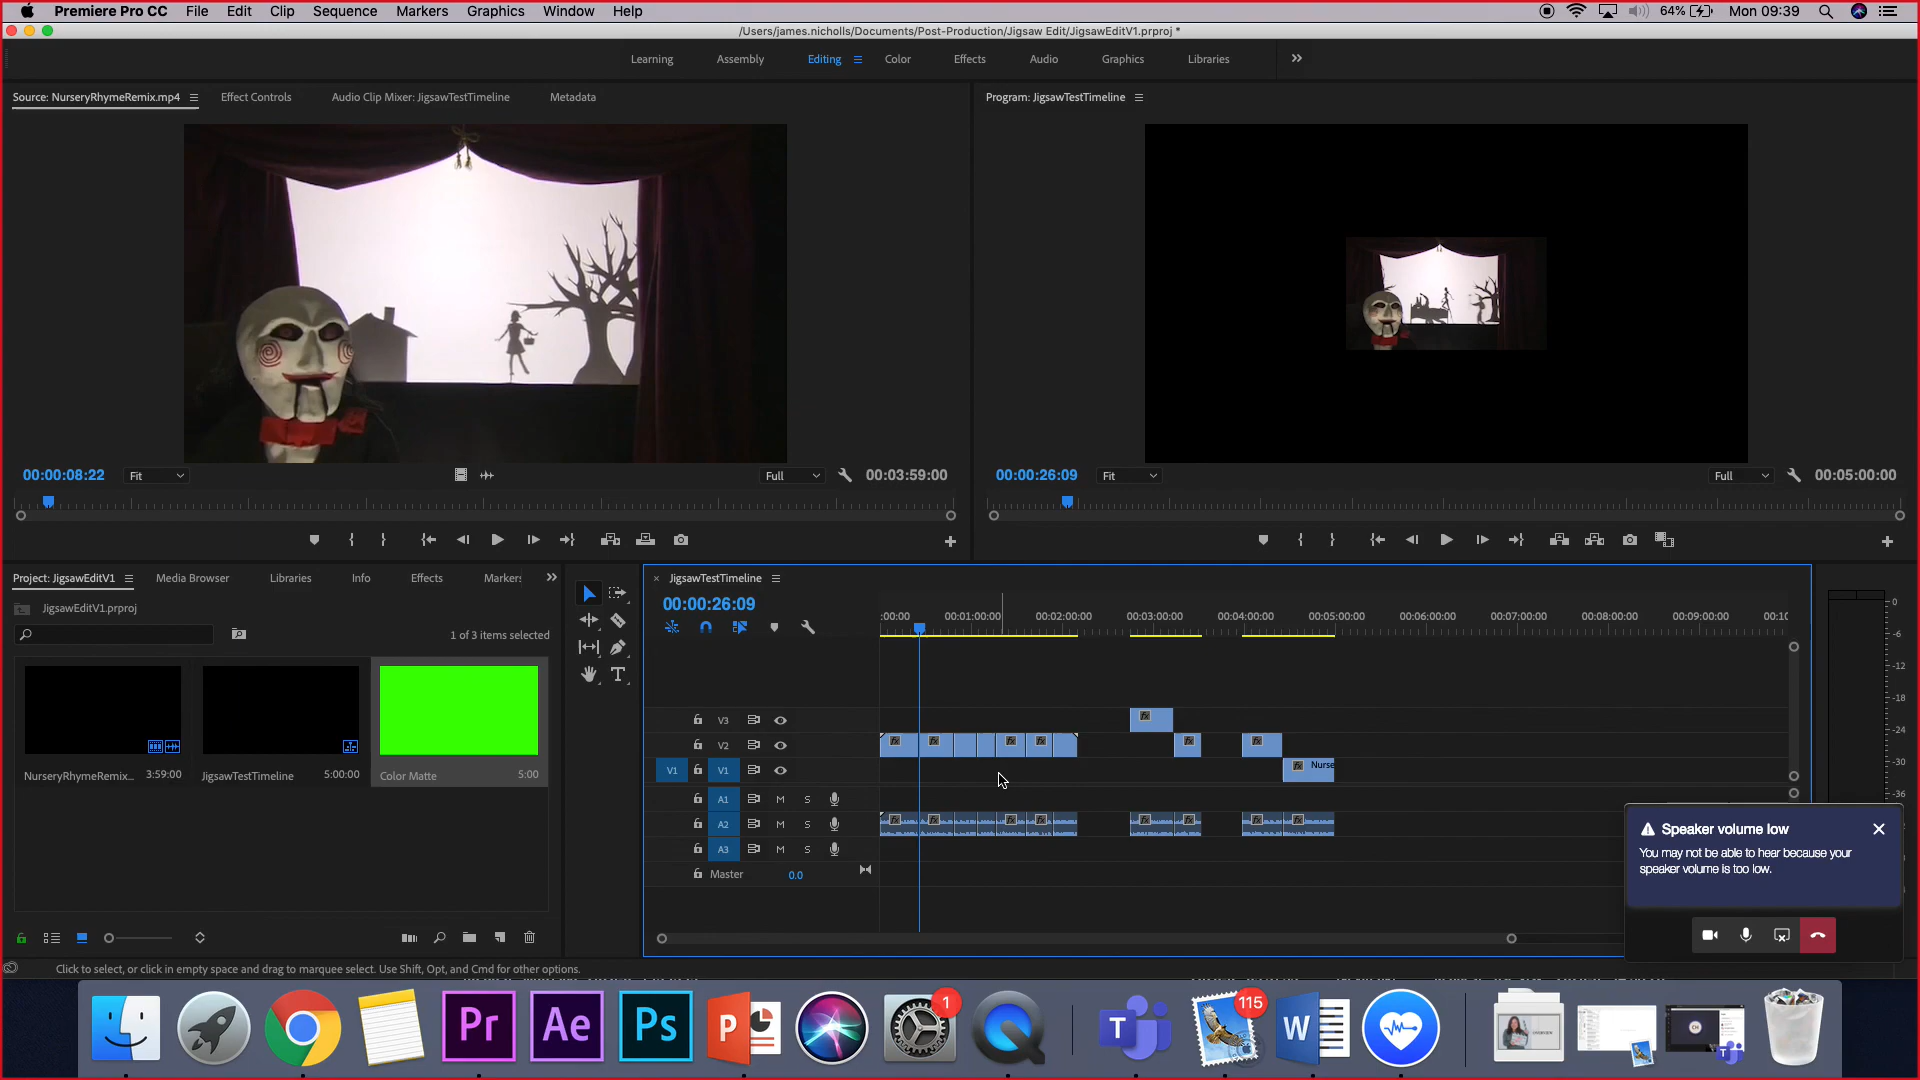 Premiere Pro CC File Edit Clip Sequence Markers Graphics Window Help 64% Mon 09:39
/Users/james.nicholls/Documents/Post-Production/Jigsaw Edit/JigsawEditV1.prproj *
Learning Assembly Editing Color Effects Audio Graphics Libraries
Source: NurseryRhymeRemix.mp4 Effect Controls Audio Clip Mixer: JigsawTestTimeline Metadata
Program: JigsawTestTimeline
00:00:08:22 Fit Full 00:03:59:00
00:00:26:09 Fit Full 00:05:00:00
Project: JigsawEditV1 Media Browser Libraries Info Effects Markers
JigsawEditV1.prproj
1 of 3 items selected
NurseryRhymeRemix... 3:59:00
JigsawTestTimeline 5:00:00
Color Matte 5:00
× JigsawTestTimeline
00:00:26:09
:00:00 00:01:00:00 00:02:00:00 00:03:00:00 00:04:00:00 00:05:00:00 00:06:00:00 00:07:00:00 00:08:00:00 00:09:00:00 00:10
V3
V2
V1 V1 Nurse
A1 M S
A2 M S
A3 M S
Master 0.0
0
-6
-12
-18
-24
-30
-36
Speaker volume low
You may not be able to hear because your
speaker volume is too low.
Click to select, or click in empty space and drag to marquee select. Use Shift, Opt, and Cmd for other options.
Pr Ae Ps P 1 T 115 W